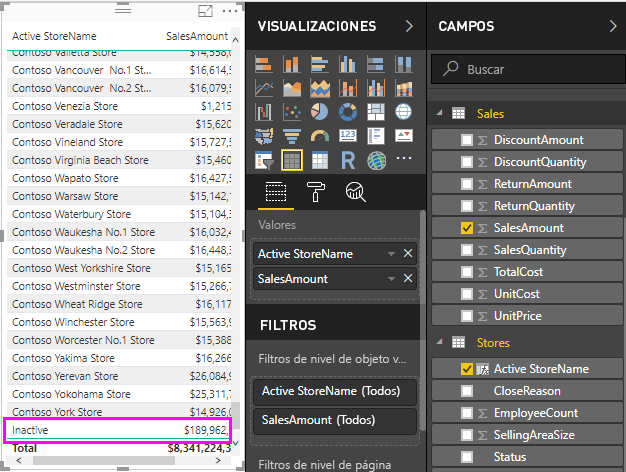 Active StoreName SalesAmount
Contoso Valletta Store $14,558,0
Contoso Vancouver No.1 St... $16,614,5
Contoso Vancouver No.2 St... $16,079,5
Contoso Venezia Store $1,215
Contoso Veradale Store $15,620
Contoso Vineland Store $15,727,5
Contoso Virginia Beach Store $15,460
Contoso Wapato Store $16,427,5
Contoso Warsaw Store $15,142,1
Contoso Waterbury Store $15,104,3
Contoso Waukesha No.1 Store $16,032,4
Contoso Waukesha No.2 Store $16,448,3
Contoso West Yorkshire Store $15,165
Contoso Westminster Store $15,266,7
Contoso Wheat Ridge Store $16,117
Contoso Winchester Store $15,563,9
Contoso Worcester No.1 Store $15,388
Contoso Yakima Store $16,266
Contoso Yerevan Store $26,084,9
Contoso Yokohama Store $25,311,7
Contoso York Store $14,926,0
Inactive $189,962,
Total $8,341,224,3
VISUALIZACIONES
123
R
Valores
Active StoreName
SalesAmount
FILTROS
Filtros de nivel de objeto v...
Active StoreName (Todos)
SalesAmount (Todos)
Filtros de nivel de página
CAMPOS
Buscar
Sales
DiscountAmount
DiscountQuantity
ReturnAmount
ReturnQuantity
SalesAmount
SalesQuantity
TotalCost
UnitCost
UnitPrice
Stores
Active StoreName
CloseReason
EmployeeCount
SellingAreaSize
Status